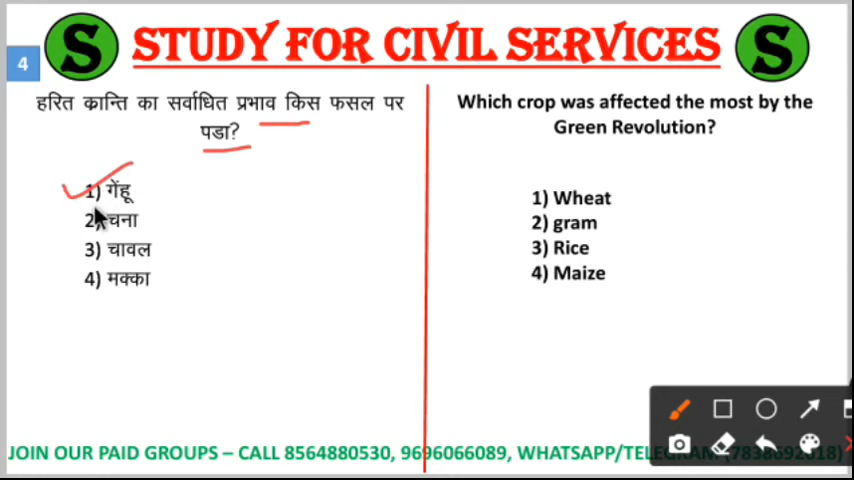 S STUDY FOR CIVIL SERVICES S
4
हरित क्रान्ति का सर्वाधित प्रभाव किस फसल पर
पडा?
1) गेंहू
2) चना
3) चावल
4) मक्का
Which crop was affected the most by the
Green Revolution?
1) Wheat
2) gram
3) Rice
4) Maize
JOIN OUR PAID GROUPS – CALL 8564880530, 9696066089, WHATSAPP/TELEGRAM (7838692618)